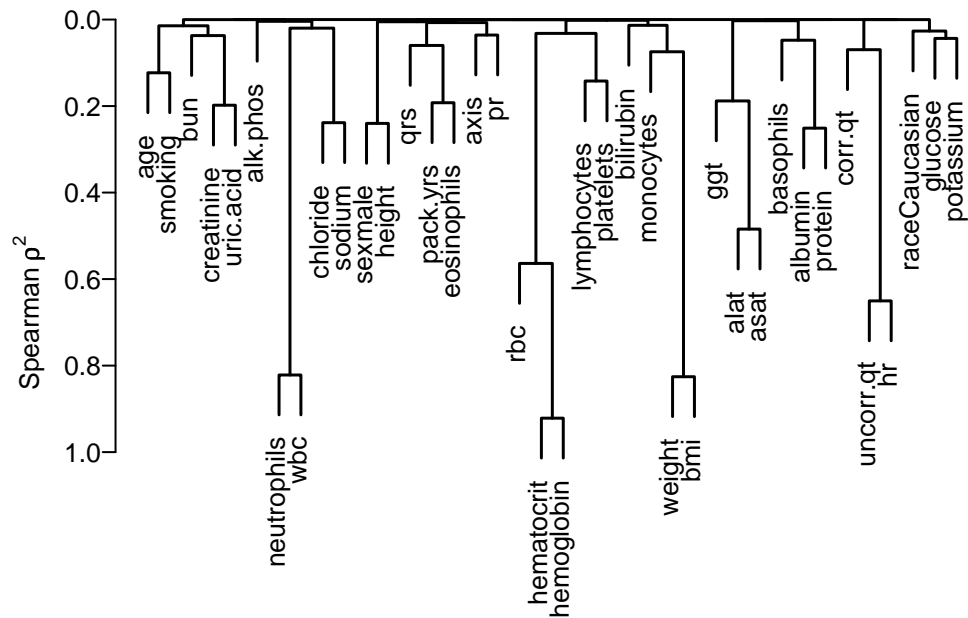 0.0
0.2
0.4
0.6
0.8
1.0
Spearman ρ²
age
smoking
bun
creatinine
uric.acid
alk.phos
neutrophils
wbc
chloride
sodium
sexmale
height
qrs
pack.yrs
eosinophils
axis
pr
rbc
hematocrit
hemoglobin
lymphocytes
platelets
bilirubin
monocytes
weight
bmi
ggt
alat
asat
basophils
albumin
protein
corr.qt
uncorr.qt
hr
raceCaucasian
glucose
potassium